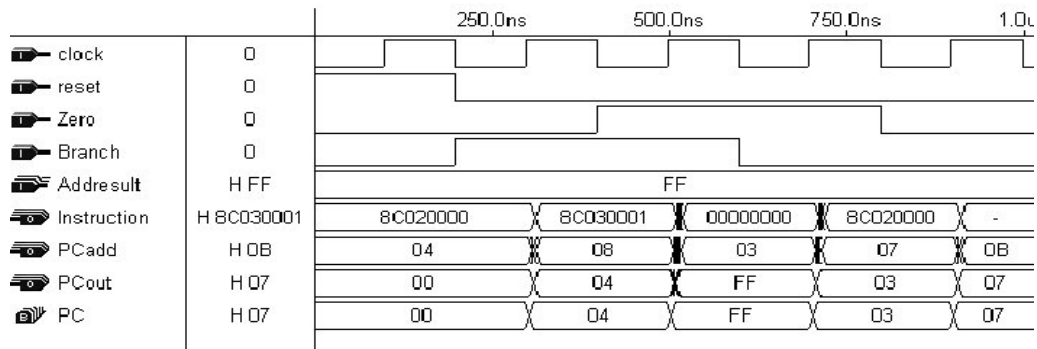 250.0ns 500.0ns 750.0ns 1.0u
clock 0
reset 0
Zero 0
Branch 0
Addresult H FF FF
Instruction H 8C030001 8C020000 8C030001 00000000 8C020000 -
PCadd H 0B 04 08 03 07 0B
PCout H 07 00 04 FF 03 07
PC H 07 00 04 FF 03 07